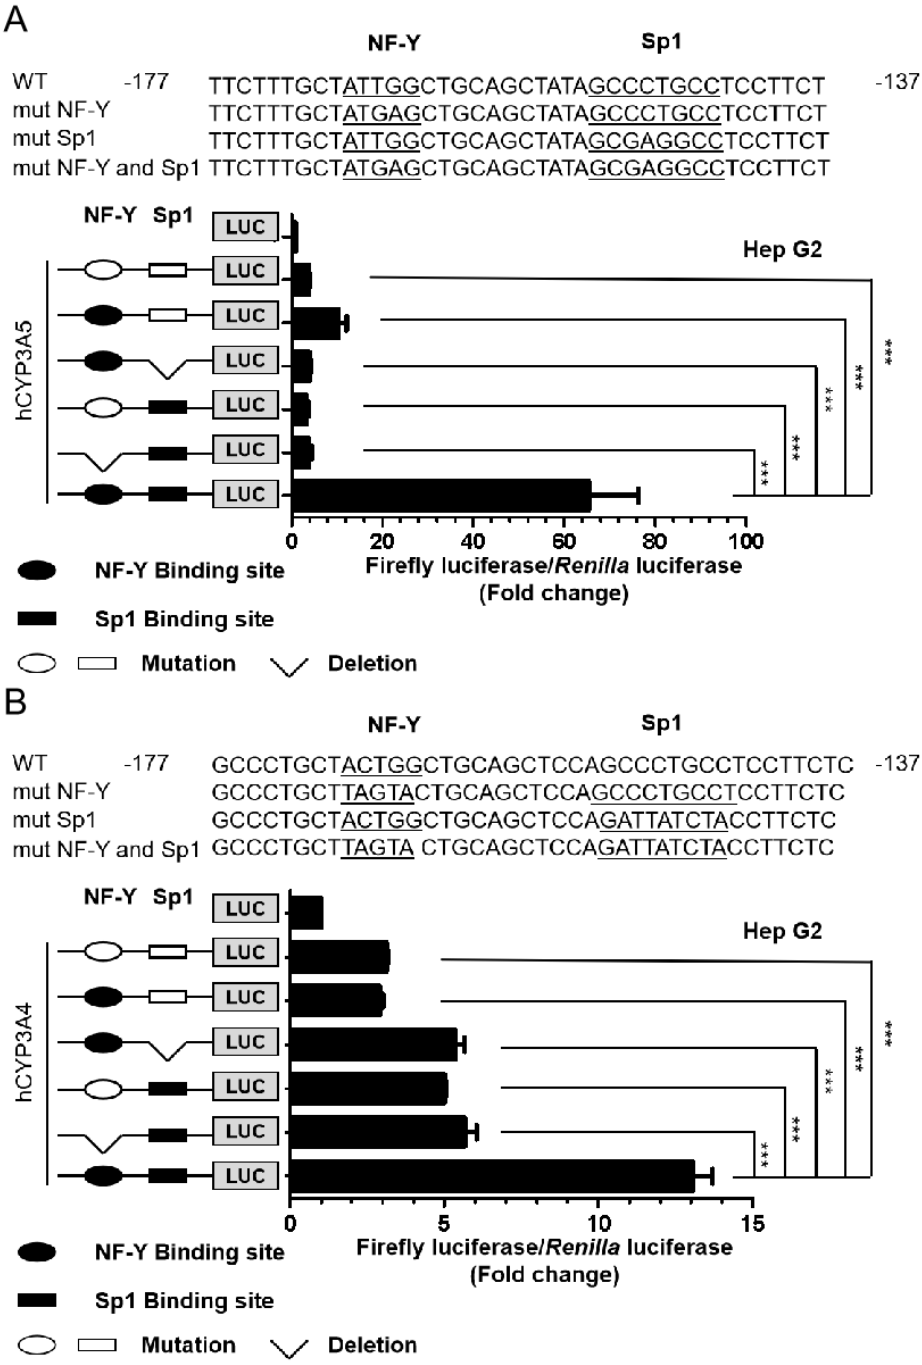 A
NF-Y Sp1
WT -177 TTCTTTGCTATTGGCTGCAGCTATAGCCCTGCCTCCTTCT -137
mut NF-Y TTCTTTGCTATGAGCTGCAGCTATAGCCCTGCCTCCTTCT
mut Sp1 TTCTTTGCTATTGGCTGCAGCTATAGCGAGGCCTCCTTCT
mut NF-Y and Sp1 TTCTTTGCTATGAGCTGCAGCTATAGCGAGGCCTCCTTCT
NF-Y Sp1 LUC
Hep G2
hCYP3A5
LUC
LUC
LUC
LUC
LUC
LUC
***
***
***
***
***
0 20 40 60 80 100
Firefly luciferase/Renilla luciferase
(Fold change)
NF-Y Binding site
Sp1 Binding site
Mutation Deletion
B
NF-Y Sp1
WT -177 GCCCTGCTACTGGCTGCAGCTCCAGCCCTGCCTCCTTCTC -137
mut NF-Y GCCCTGCTTAGTACTGCAGCTCCAGCCCTGCCTCCTTCTC
mut Sp1 GCCCTGCTACTGGCTGCAGCTCCAGATTATCTACCTTCTC
mut NF-Y and Sp1 GCCCTGCTTAGTA CTGCAGCTCCAGATTATCTACCTTCTC
NF-Y Sp1 LUC
Hep G2
hCYP3A4
LUC
LUC
LUC
LUC
LUC
LUC
***
***
***
***
***
0 5 10 15
Firefly luciferase/Renilla luciferase
(Fold change)
NF-Y Binding site
Sp1 Binding site
Mutation Deletion